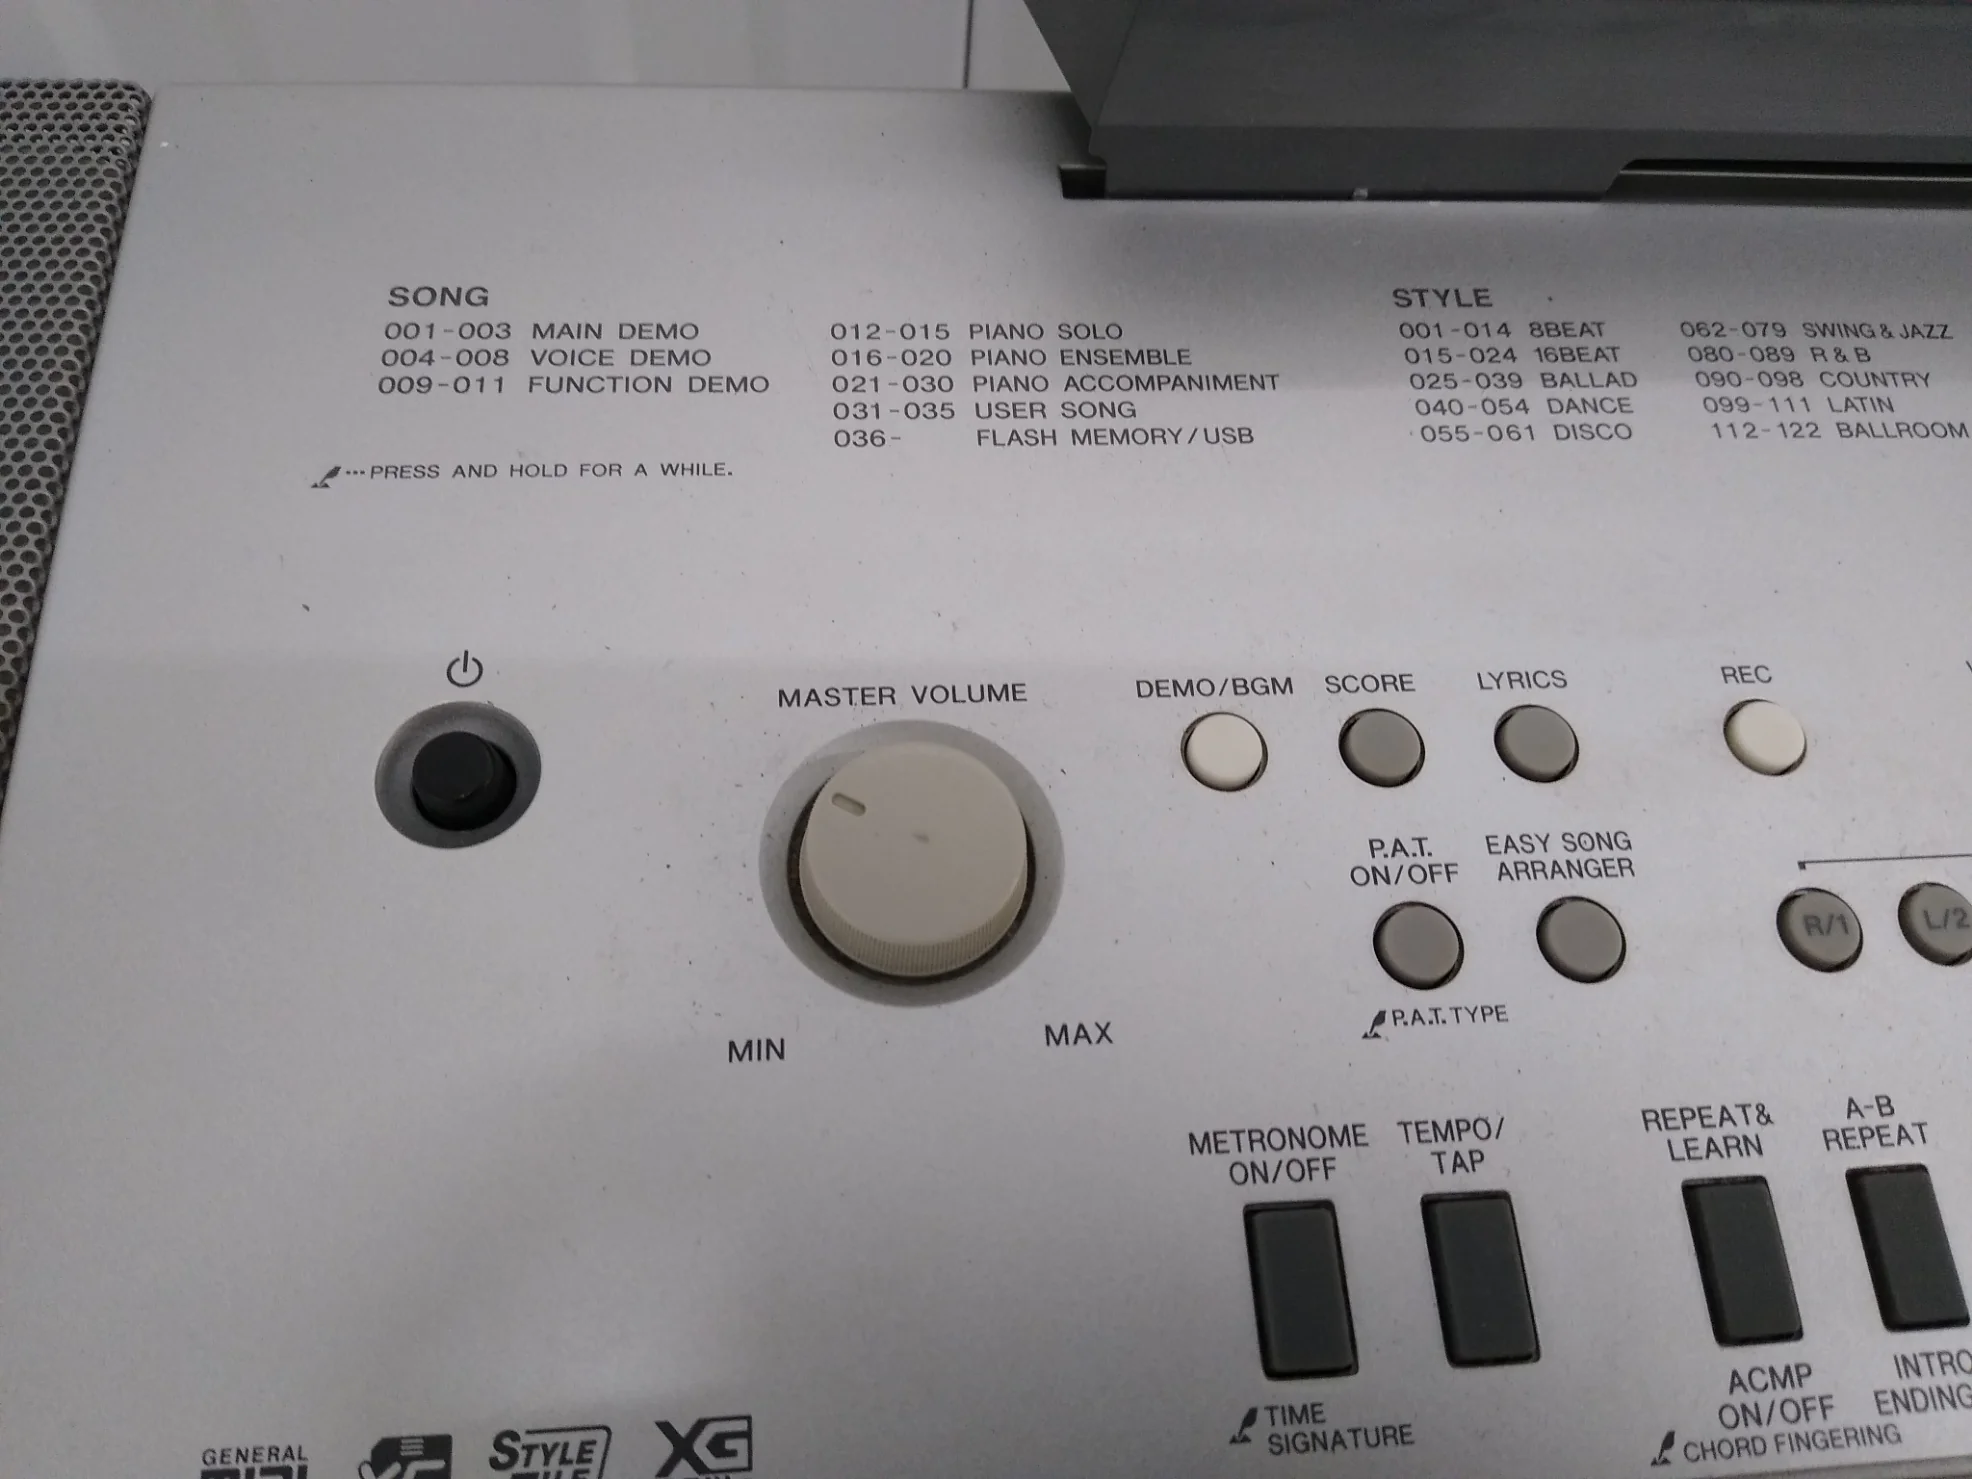 SONG
001-003 MAIN DEMO
004-008 VOICE DEMO
009-011 FUNCTION DEMO
012-015 PIANO SOLO
016-020 PIANO ENSEMBLE
021-030 PIANO ACCOMPANIMENT
031-035 USER SONG
036- FLASH MEMORY/USB
STYLE
001-014 8BEAT
015-024 16BEAT
025-039 BALLAD
040-054 DANCE
055-061 DISCO
062-079 SWING & JAZZ
080-089 R & B
090-098 COUNTRY
099-111 LATIN
112-122 BALLROOM
···PRESS AND HOLD FOR A WHILE.
MASTER VOLUME
MIN
MAX
DEMO/BGM
SCORE
LYRICS
REC
P.A.T.
ON/OFF
EASY SONG
ARRANGER
R/1
L/2
P.A.T. TYPE
METRONOME
ON/OFF
TEMPO/
TAP
REPEAT&
LEARN
A-B
REPEAT
TIME
SIGNATURE
ACMP
ON/OFF
INTRO
ENDING
CHORD FINGERING
GENERAL
MIDI
STYLE
FILE
XG